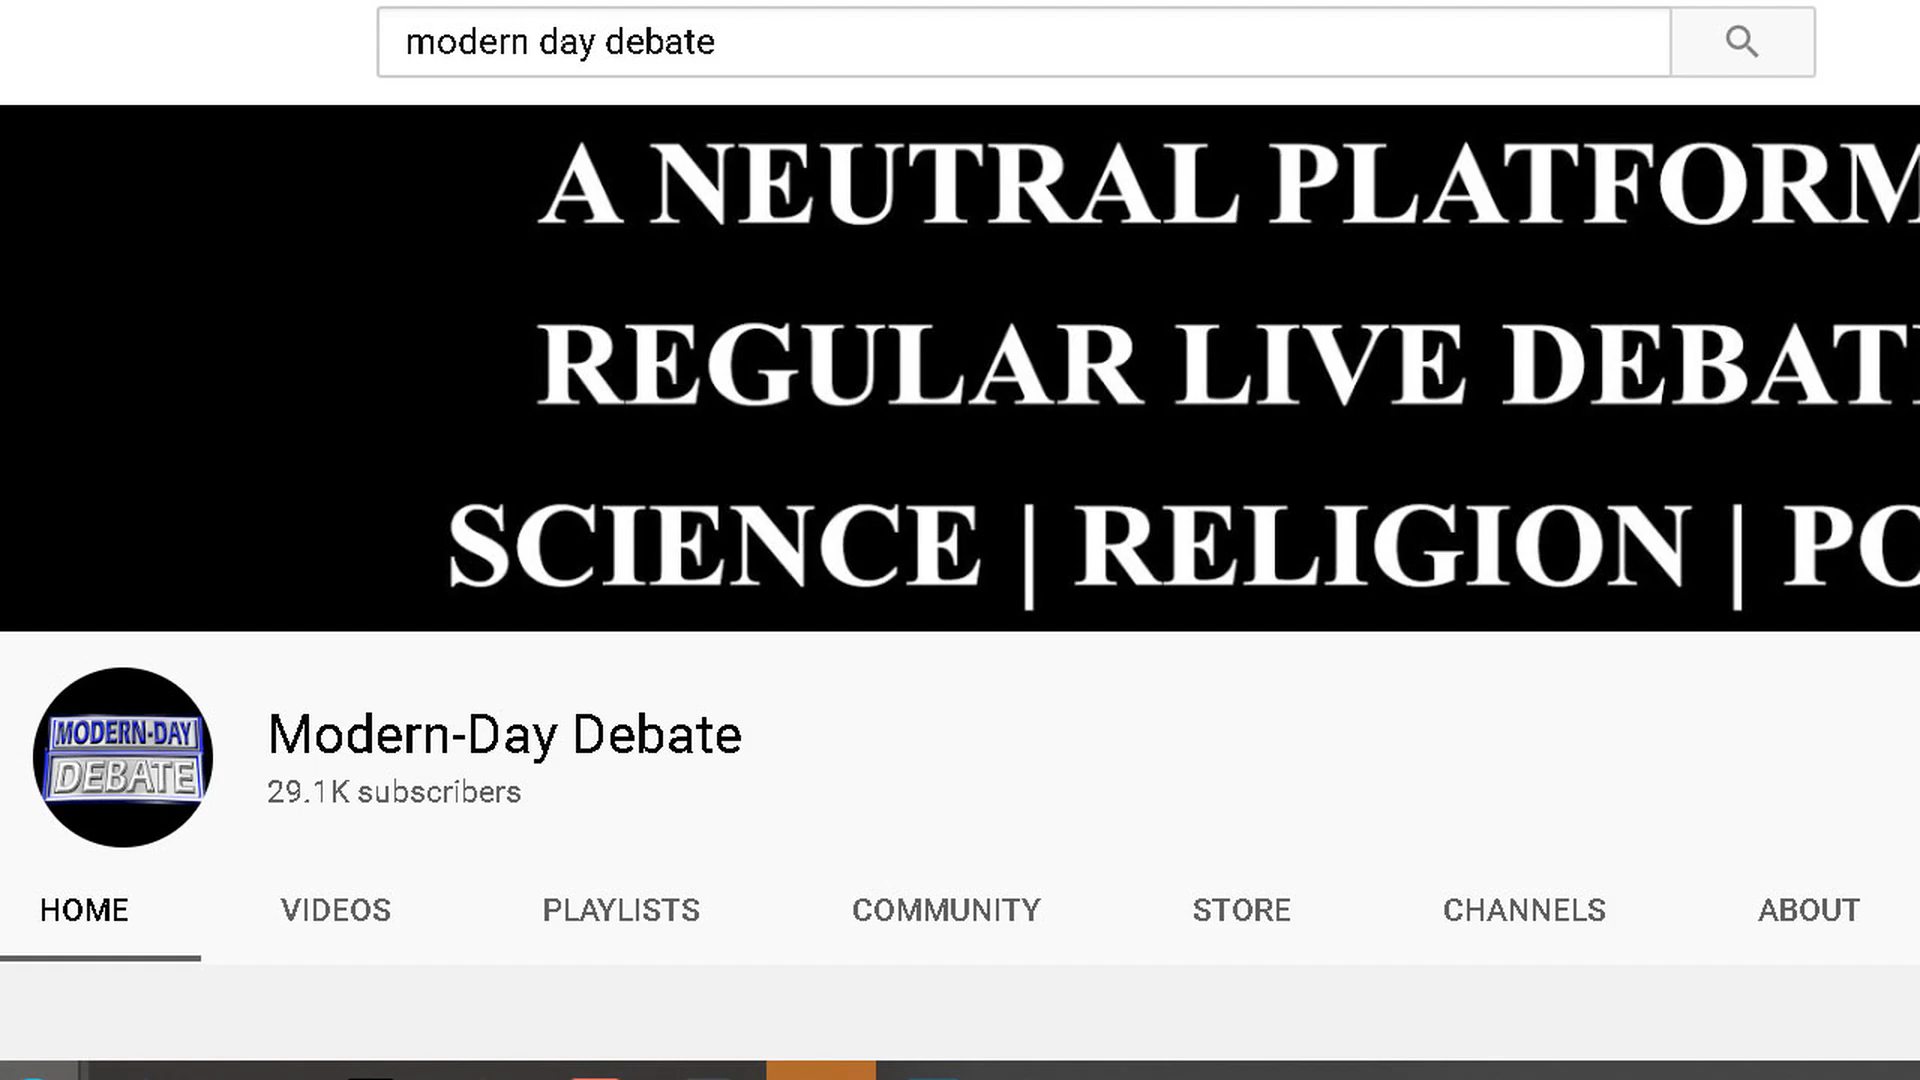 modern day debate
A NEUTRAL PLATFORM
REGULAR LIVE DEBAT
SCIENCE | RELIGION | PO
MODERN-DAY
DEBATE
Modern-Day Debate
29.1K subscribers
HOME VIDEOS PLAYLISTS COMMUNITY STORE CHANNELS ABOUT